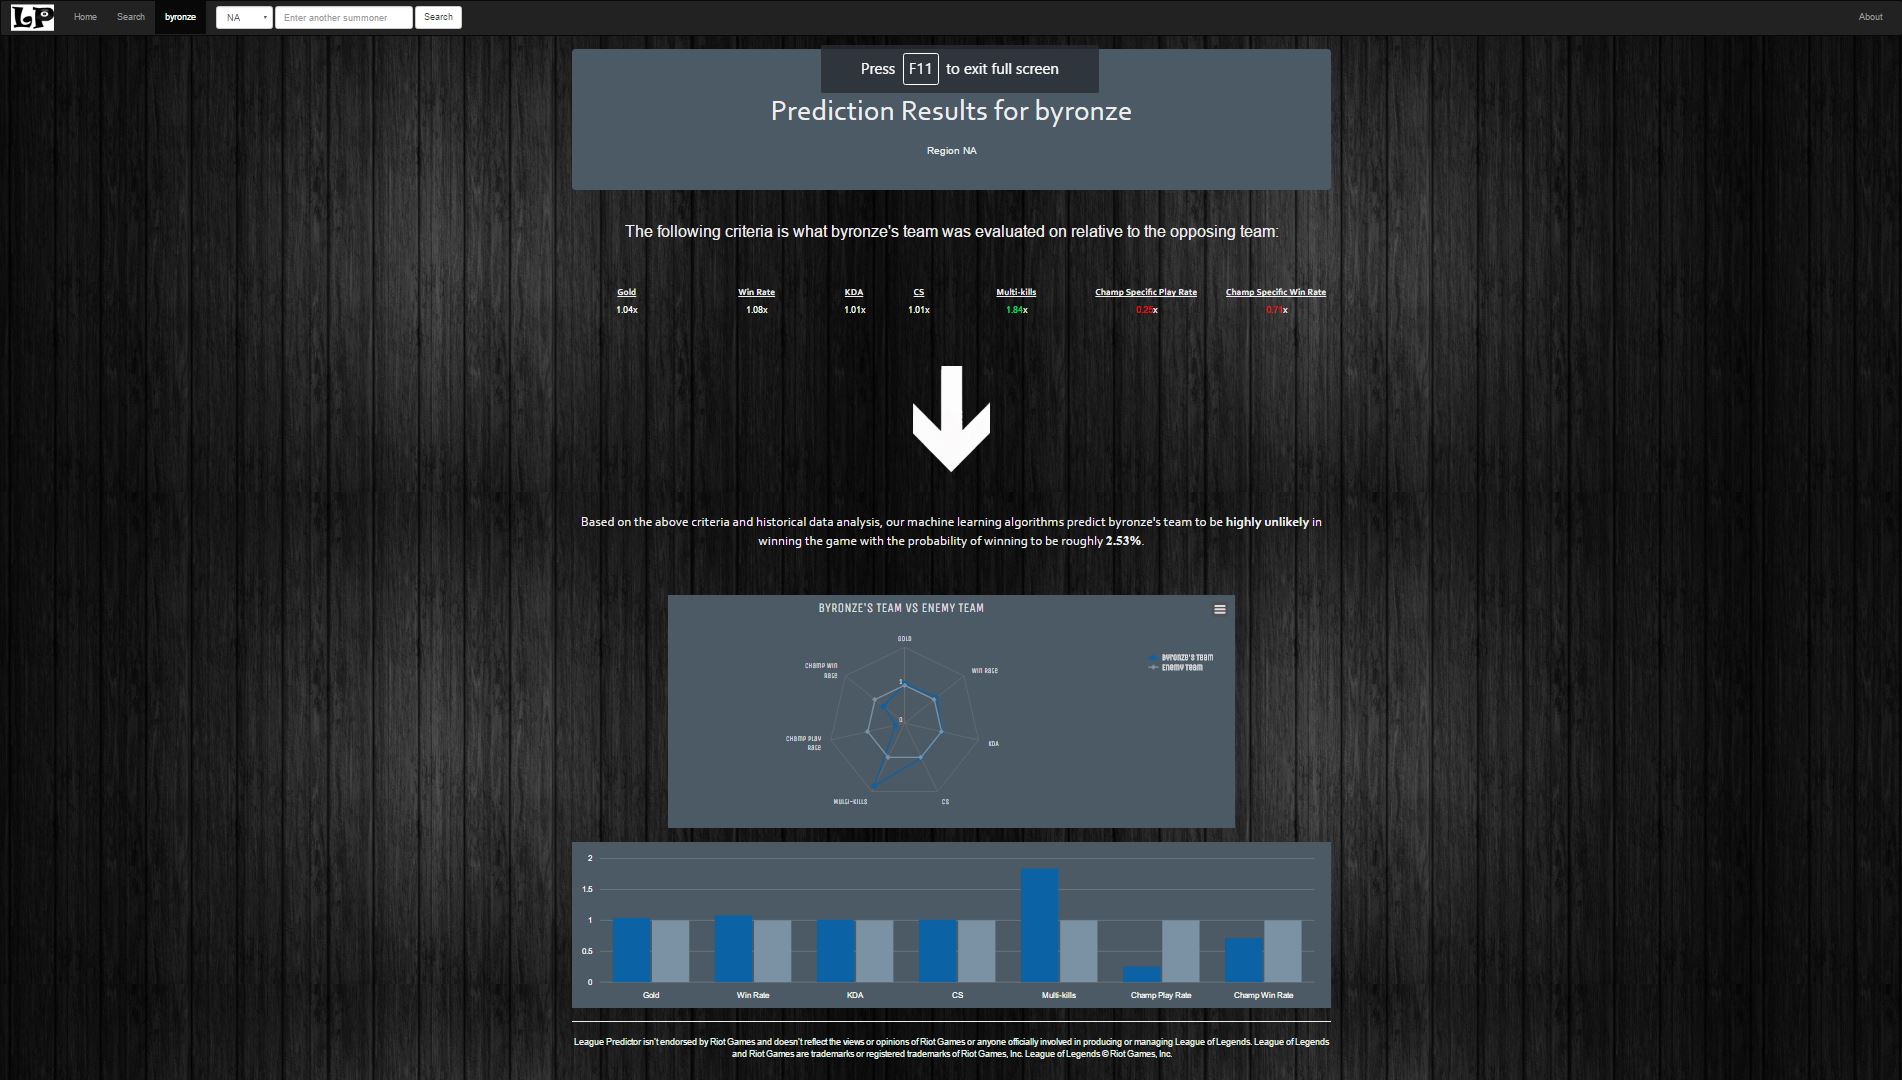 LP Home Search byronze NA Enter another summoner Search About
Press F11 to exit full screen
Prediction Results for byronze
Region NA
The following criteria is what byronze's team was evaluated on relative to the opposing team:
Gold Win Rate KDA CS Multi-kills Champ Specific Play Rate Champ Specific Win Rate
1.04x 1.08x 1.01x 1.01x 1.84x 0.25x 0.71x
Based on the above criteria and historical data analysis, our machine learning algorithms predict byronze's team to be highly unlikely in
winning the game with the probability of winning to be roughly 2.53%.
BYRONZE'S TEAM VS ENEMY TEAM
GOLD
WIN RATE
KDA
CS
MULTI-KILLS
CHAMP PLAY
RATE
CHAMP WIN
RATE
1
0
Byronze's Team
Enemy Team
2
1.5
1
0.5
0
Gold Win Rate KDA CS Multi-kills Champ Play Rate Champ Win Rate
League Predictor isn't endorsed by Riot Games and doesn't reflect the views or opinions of Riot Games or anyone officially involved in producing or managing League of Legends. League of Legends
and Riot Games are trademarks or registered trademarks of Riot Games, Inc. League of Legends © Riot Games, Inc.